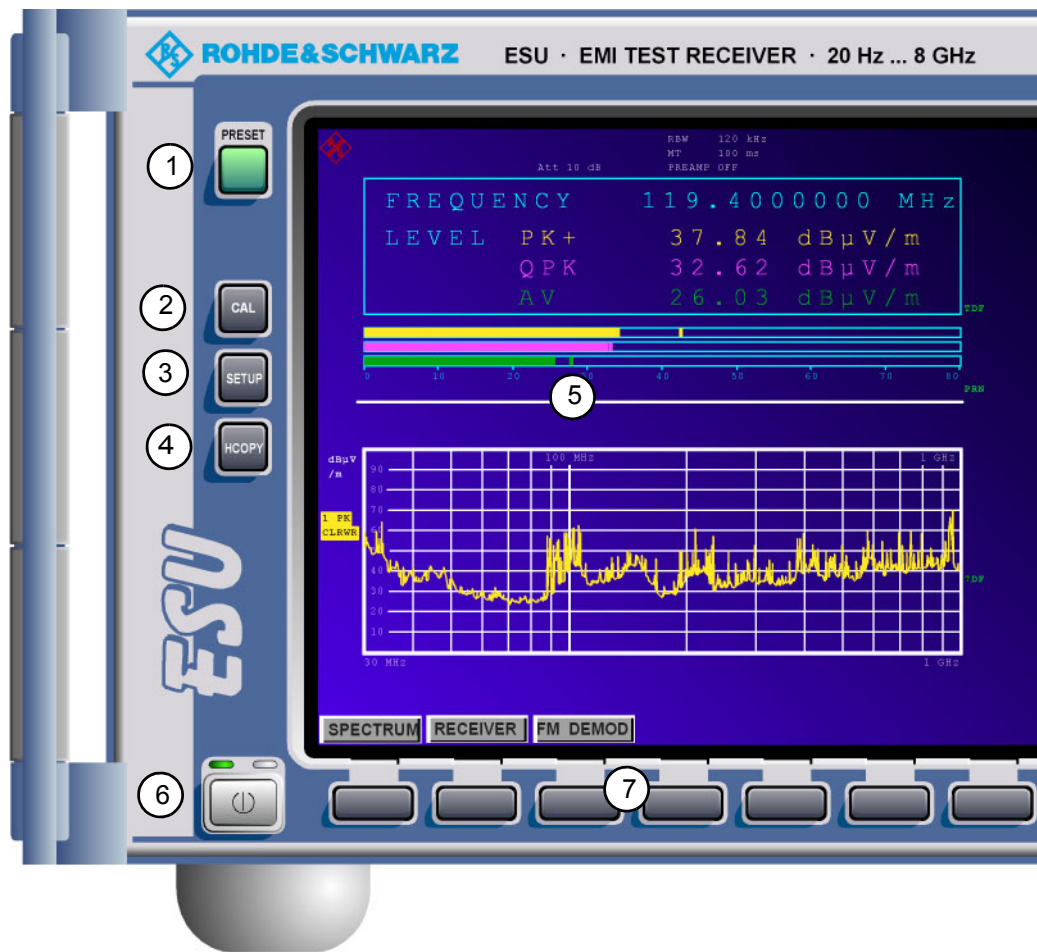 ROHDE&SCHWARZ ESU · EMI TEST RECEIVER · 20 Hz ... 8 GHz
PRESET
1
RBW 120 kHz
MT 100 ms
Att 10 dB PREAMP OFF
FREQUENCY 119.4000000 MHz
LEVEL PK+ 37.84 dBµV/m
QPK 32.62 dBµV/m
AV 26.03 dBµV/m
TDF
2
CAL
3
SETUP
0 10 20 30 40 50 60 70 80
PRN
5
4
HCOPY
dBµV
/m
100 MHz 1 GHz
90
80
70
1 PK
CLRWR
60
40
30
20
10
TDF
30 MHz 1 GHz
ESU
SPECTRUM RECEIVER FM DEMOD
6
7